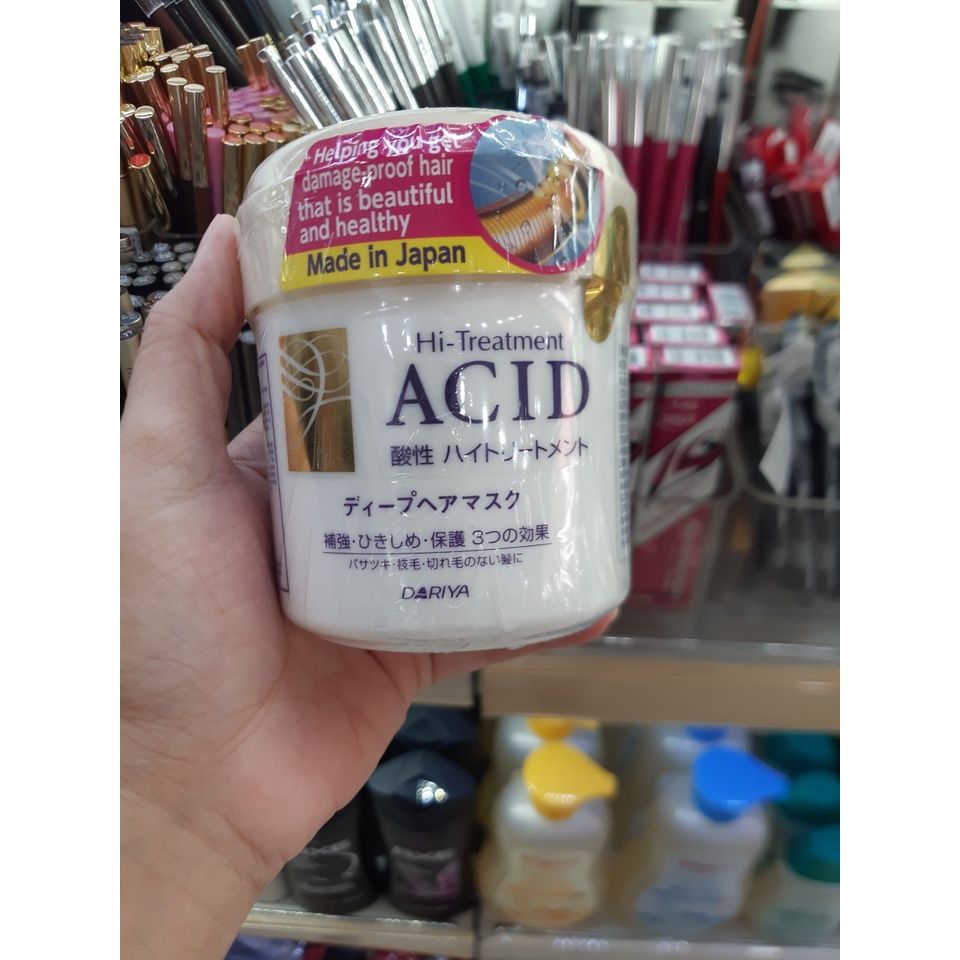 Helping you get
damage-proof hair
that is beautiful
and healthy
Made in Japan
Hi-Treatment
ACID
酸性 ハイトリートメント
ディープヘアマスク
補強・ひきしめ・保護 3つの効果
パサツキ・枝毛・切れ毛のない髪に
DARIYA